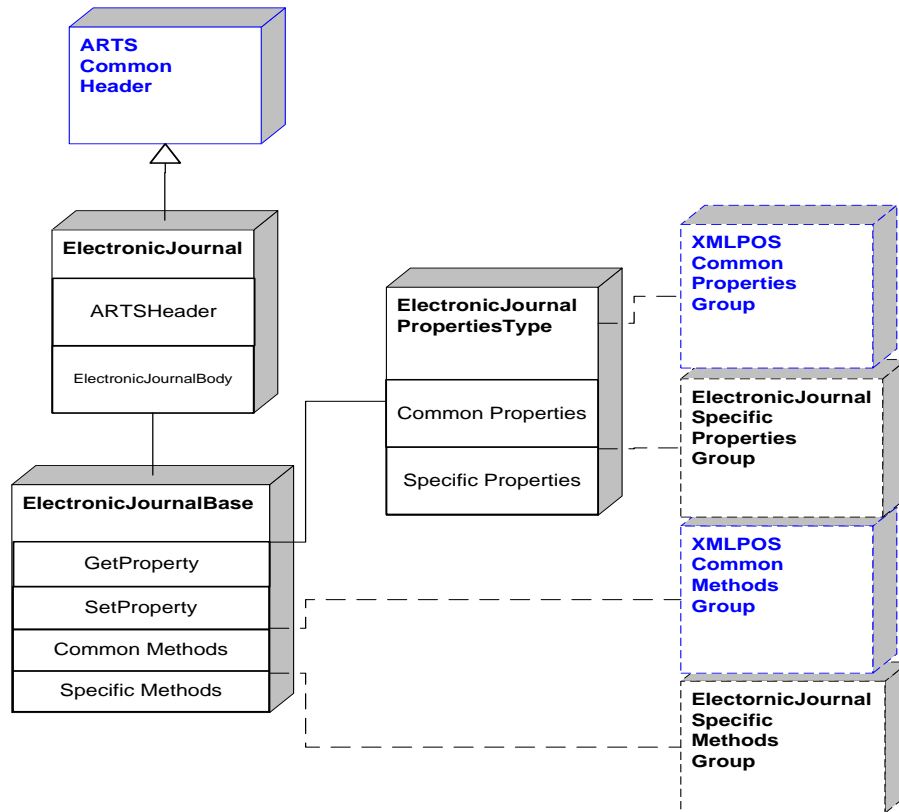 ARTS
Common
Header
ElectronicJournal
ARTSHeader
ElectronicJournalBody
ElectronicJournalBase
GetProperty
SetProperty
Common Methods
Specific Methods
ElectronicJournal
PropertiesType
Common Properties
Specific Properties
XMLPOS
Common
Properties
Group
ElectronicJournal
Specific
Properties
Group
XMLPOS
Common
Methods
Group
ElectornicJournal
Specific
Methods
Group